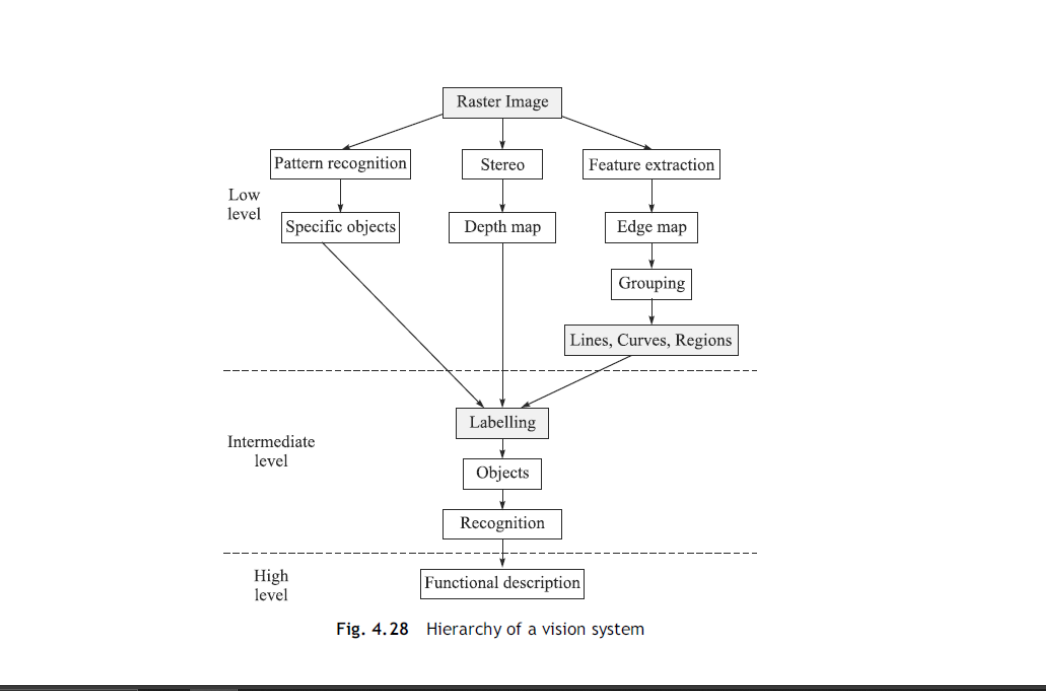 Raster Image
Pattern recognition
Stereo
Feature extraction
Low
level
Specific objects
Depth map
Edge map
Grouping
Lines, Curves, Regions
Labelling
Intermediate
level
Objects
Recognition
High
level
Functional description
Fig. 4.28 Hierarchy of a vision system